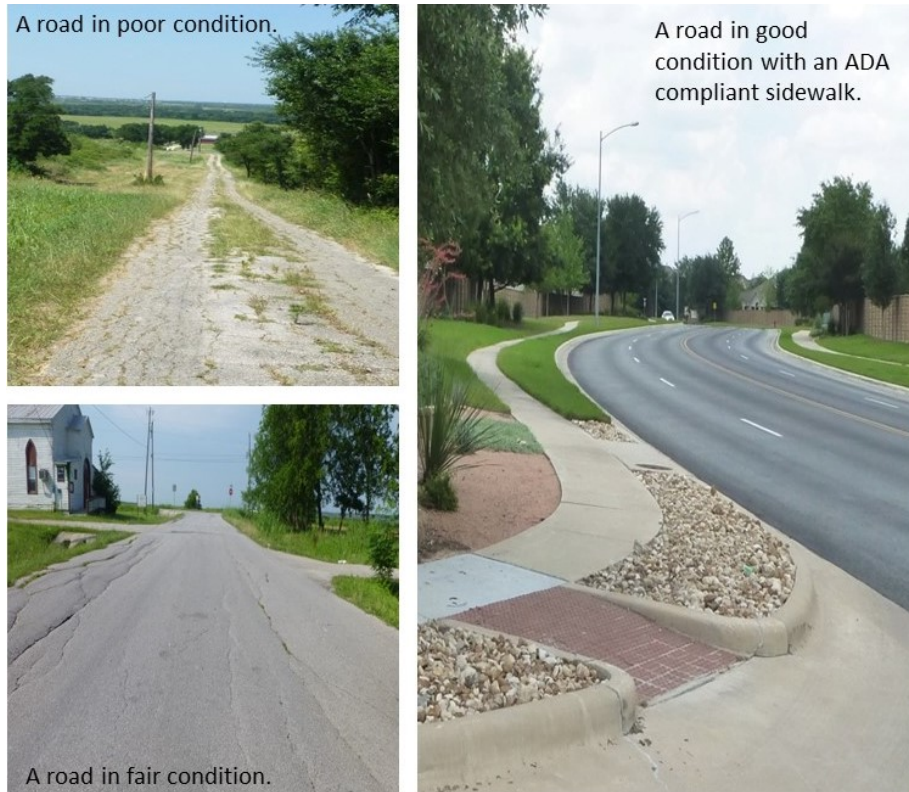 A road in poor condition.
A road in good
condition with an ADA
compliant sidewalk.
A road in fair condition.